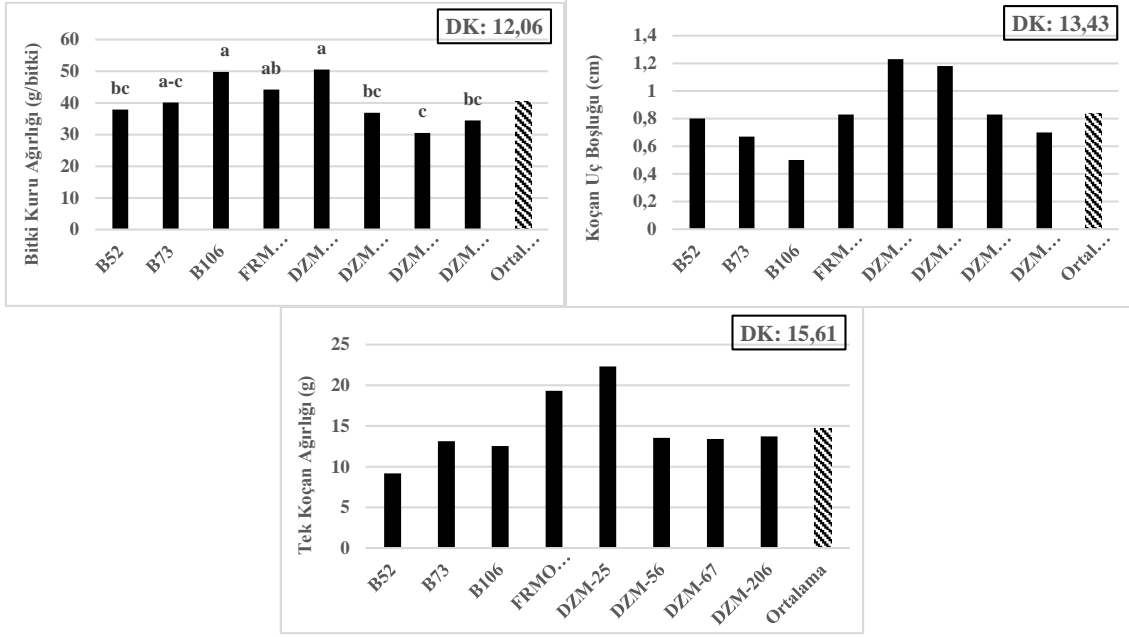 DK: 12,06
Bitki Kuru Ağırlığı (g/bitki)
60
50
40
30
20
10
0
bc
a-c
a
ab
a
bc
c
bc
B52
B73
B106
FRM…
DZM…
DZM…
DZM…
DZM…
Ortal…
DK: 13,43
Koçan Uç Boşluğu (cm)
1,4
1,2
1
0,8
0,6
0,4
0,2
0
B52
B73
B106
FRM…
DZM…
DZM…
DZM…
DZM…
Ortal…
DK: 15,61
Tek Koçan Ağırlığı (g)
25
20
15
10
5
0
B52
B73
B106
FRMO…
DZM-25
DZM-56
DZM-67
DZM-206
Ortalama